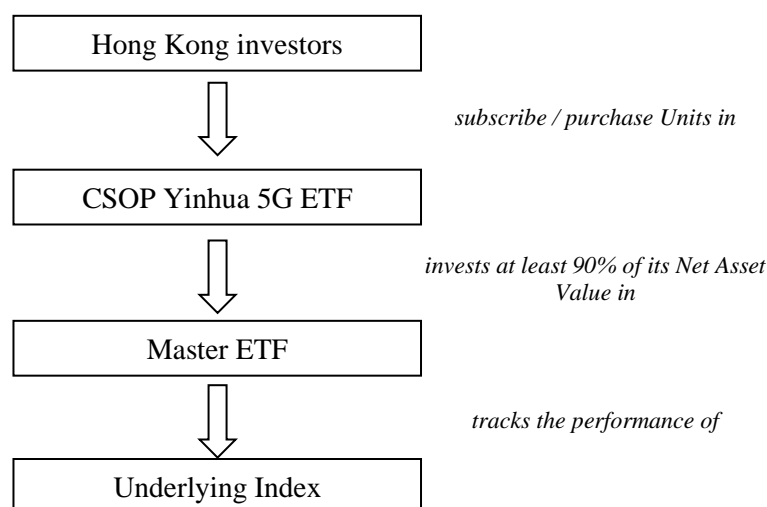 Hong Kong investors
subscribe / purchase Units in
CSOP Yinhua 5G ETF
invests at least 90% of its Net Asset
Value in
Master ETF
tracks the performance of
Underlying Index